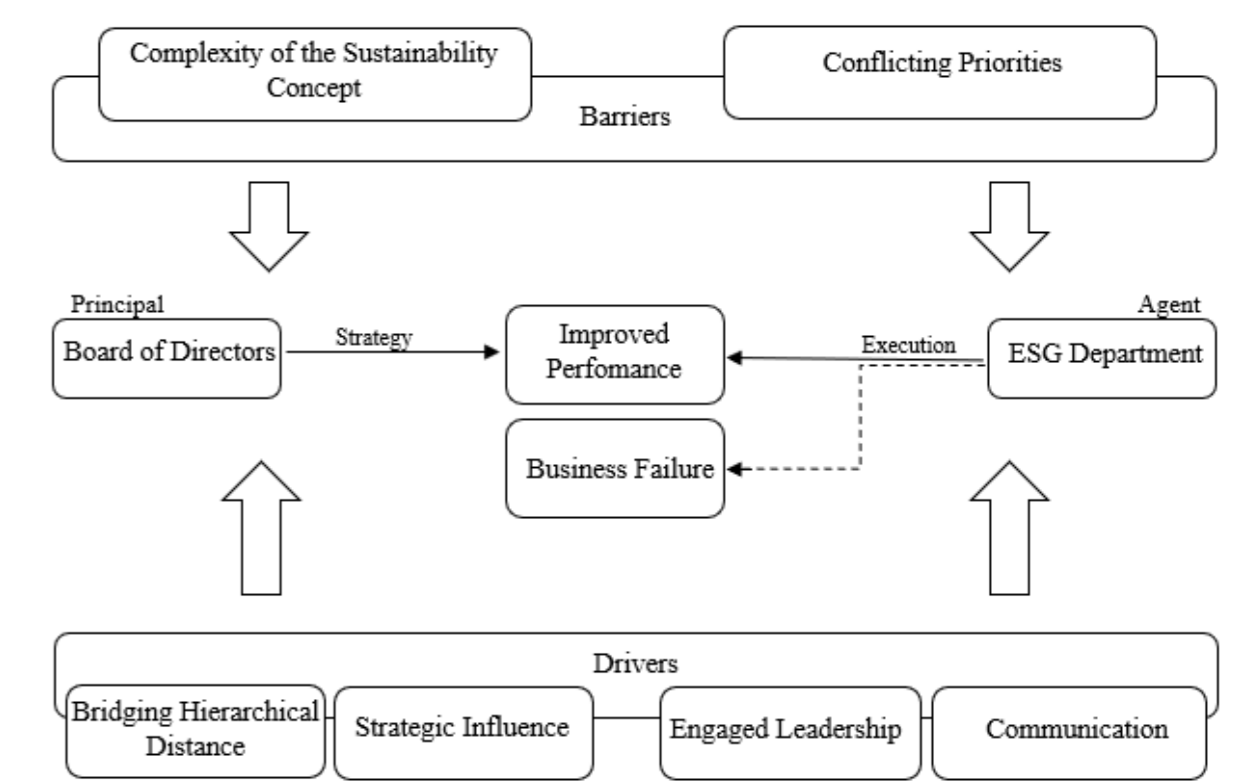 Complexity of the Sustainability
Concept
Conflicting Priorities
Barriers
Principal
Board of Directors
Strategy
Improved
Perfomance
Execution
Agent
ESG Department
Business Failure
Drivers
Bridging Hierarchical
Distance
Strategic Influence
Engaged Leadership
Communication